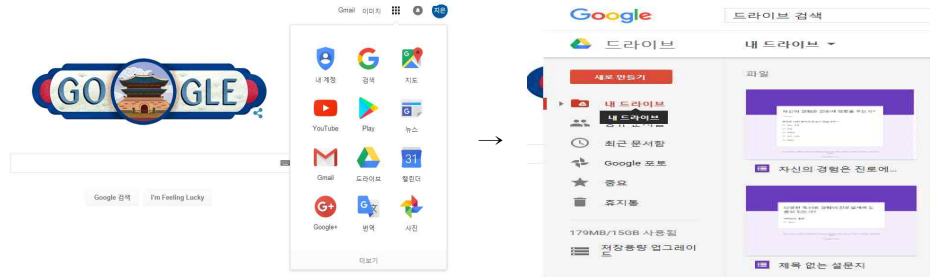 Gmail 이미지 지은
GOOGLE
Google 검색 I'm Feeling Lucky
내 계정 검색 지도
YouTube Play 뉴스
31
Gmail 드라이브 캘린더
G+
Google+ 번역 사진
더보기
→
Google 드라이브 검색
드라이브 내 드라이브
새로 만들기
파일
내 드라이브
내 드라이브
최근 문서함
Google 포토
중요
휴지통
179MB/15GB 사용됨
저장용량 업그레이
드
자신의 경험은 진로에...
제목 없는 설문지